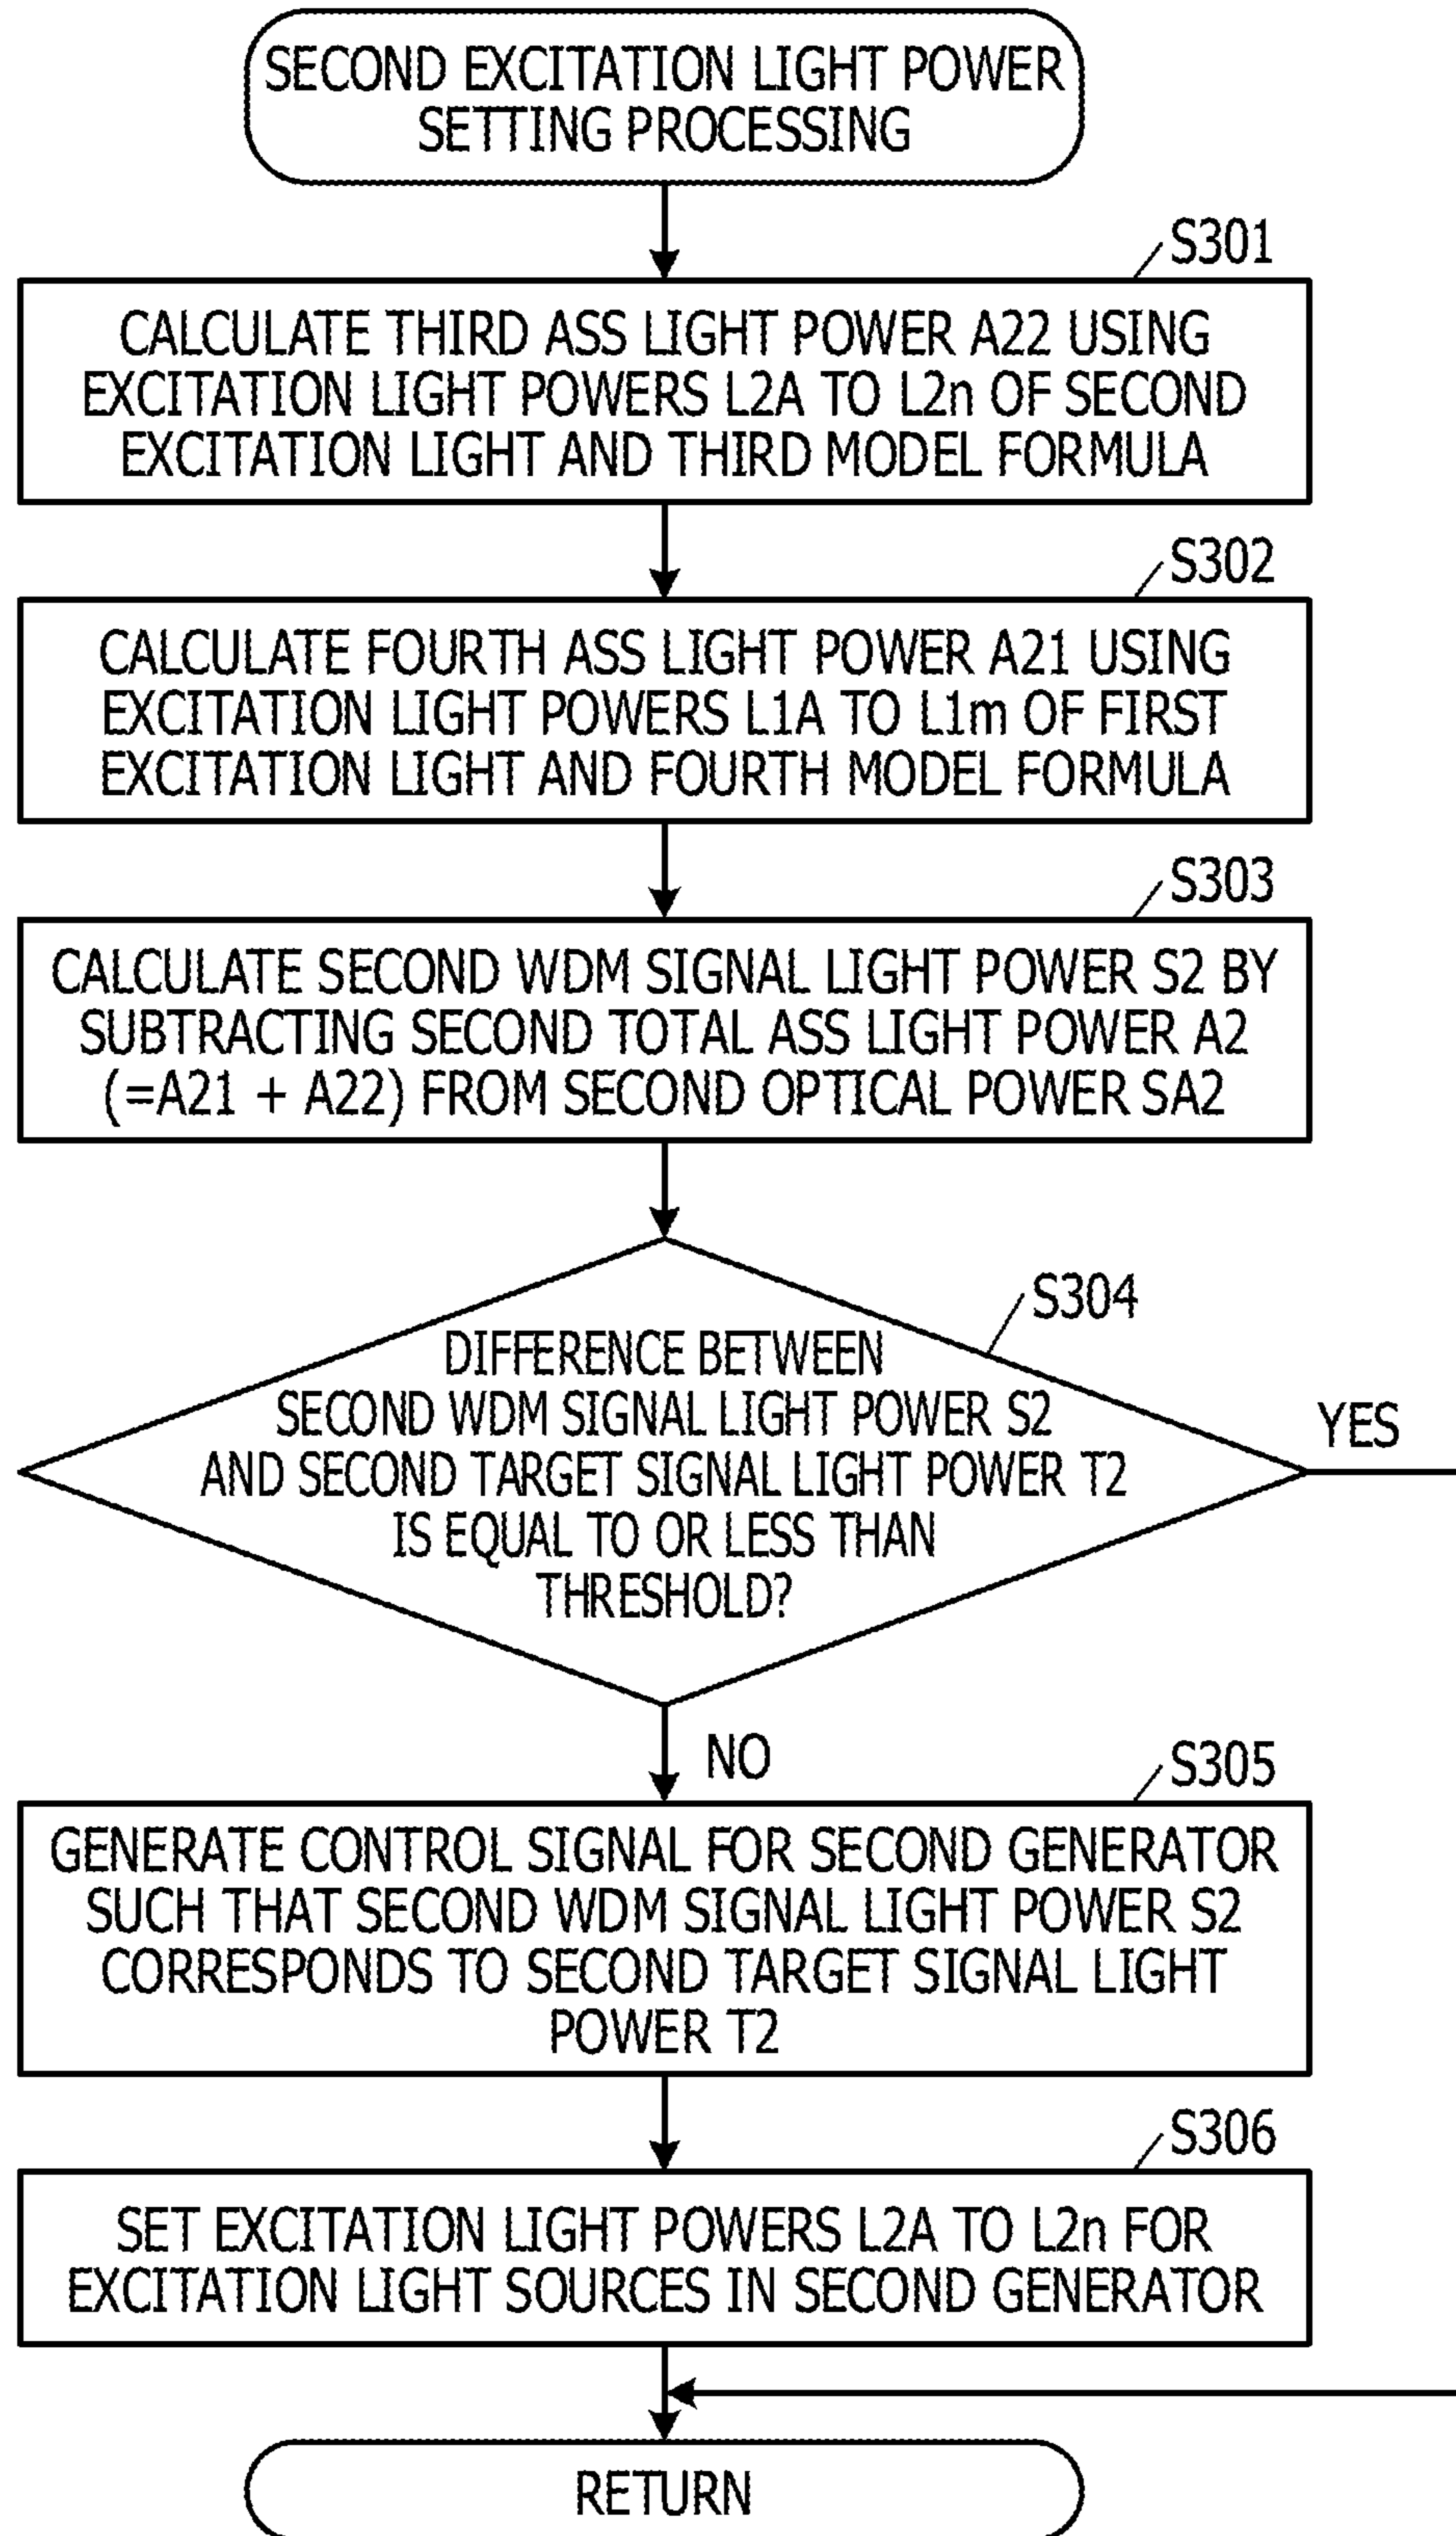 SECOND EXCITATION LIGHT POWER
SETTING PROCESSING
S301
CALCULATE THIRD ASS LIGHT POWER A22 USING
EXCITATION LIGHT POWERS L2A TO L2n OF SECOND
EXCITATION LIGHT AND THIRD MODEL FORMULA
S302
CALCULATE FOURTH ASS LIGHT POWER A21 USING
EXCITATION LIGHT POWERS L1A TO L1m OF FIRST
EXCITATION LIGHT AND FOURTH MODEL FORMULA
S303
CALCULATE SECOND WDM SIGNAL LIGHT POWER S2 BY
SUBTRACTING SECOND TOTAL ASS LIGHT POWER A2
(=A21 + A22) FROM SECOND OPTICAL POWER SA2
S304
DIFFERENCE BETWEEN
SECOND WDM SIGNAL LIGHT POWER S2
AND SECOND TARGET SIGNAL LIGHT POWER T2
IS EQUAL TO OR LESS THAN
THRESHOLD?
YES
NO
S305
GENERATE CONTROL SIGNAL FOR SECOND GENERATOR
SUCH THAT SECOND WDM SIGNAL LIGHT POWER S2
CORRESPONDS TO SECOND TARGET SIGNAL LIGHT
POWER T2
S306
SET EXCITATION LIGHT POWERS L2A TO L2n FOR
EXCITATION LIGHT SOURCES IN SECOND GENERATOR
RETURN